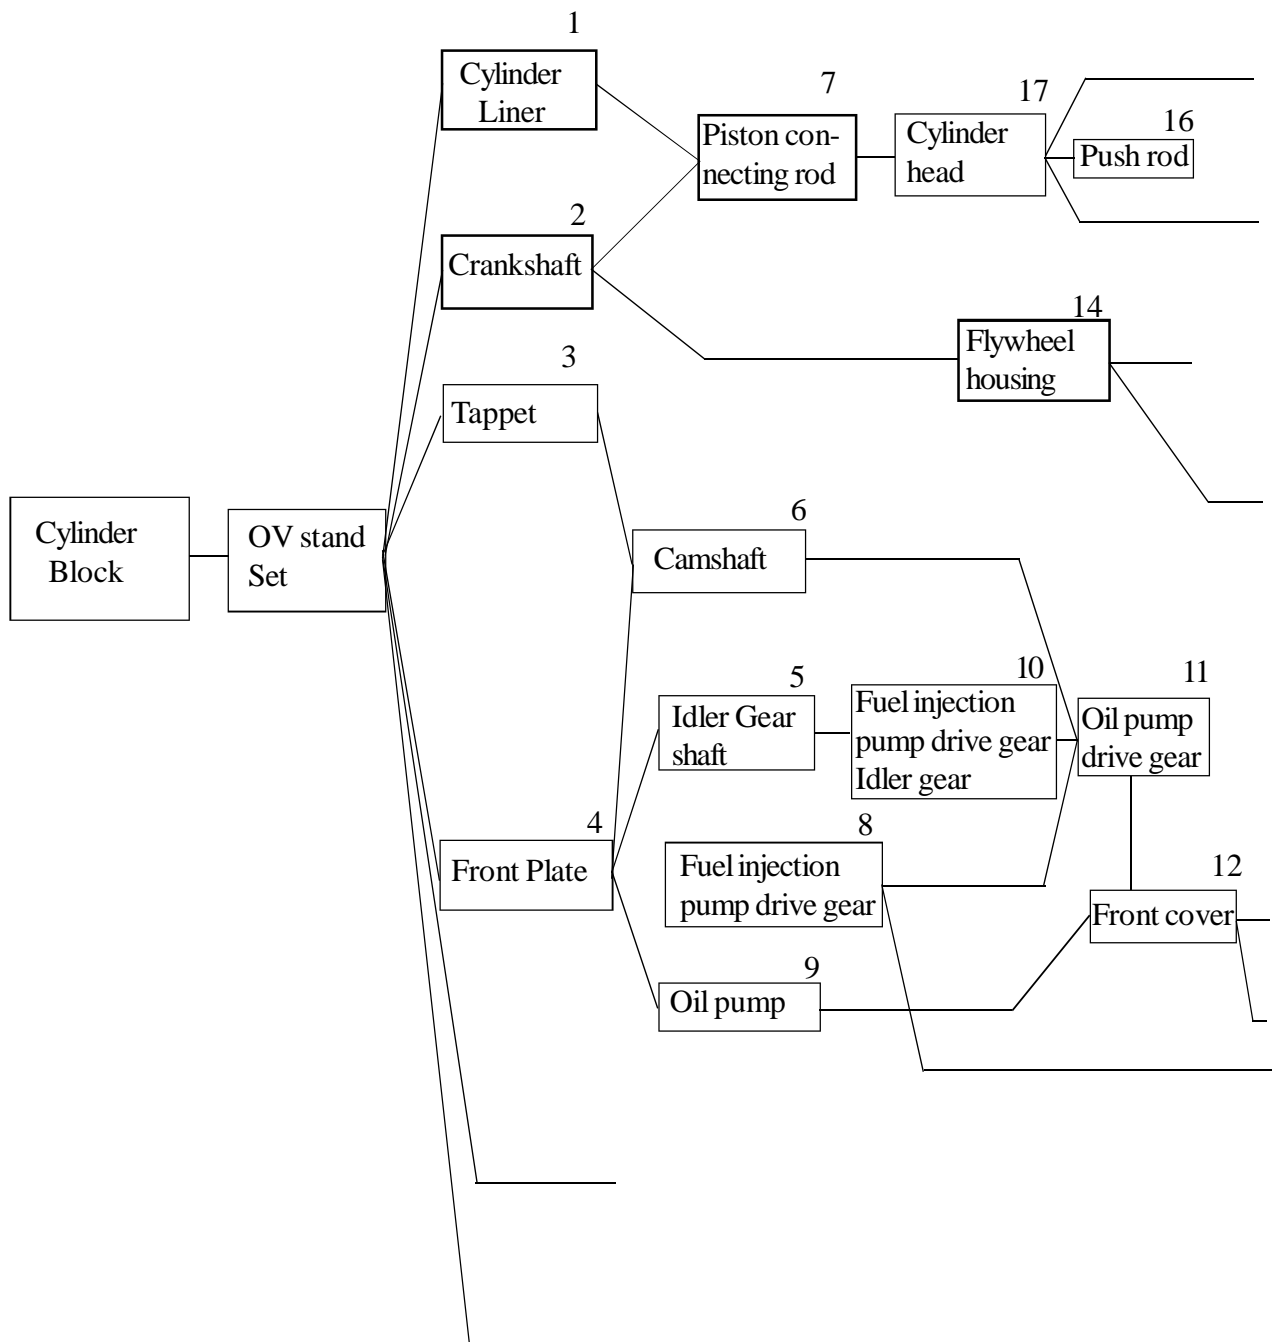 1
Cylinder
Liner
7
Piston con-
necting rod
17
Cylinder
head
16
Push rod
2
Crankshaft
14
Flywheel
housing
3
Tappet
Cylinder
Block
OV stand
Set
6
Camshaft
5
Idler Gear
shaft
10
Fuel injection
pump drive gear
Idler gear
11
Oil pump
drive gear
4
Front Plate
8
Fuel injection
pump drive gear
12
Front cover
9
Oil pump